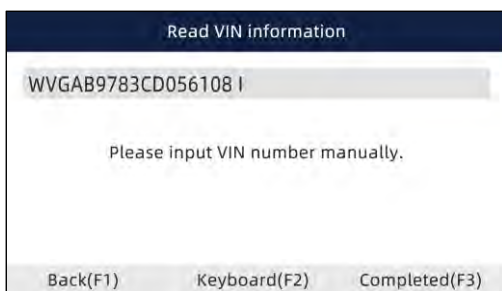 Read VIN information
WVGAB9783CD056108
Please input VIN number manually.
Back(F1) Keyboard(F2) Completed(F3)